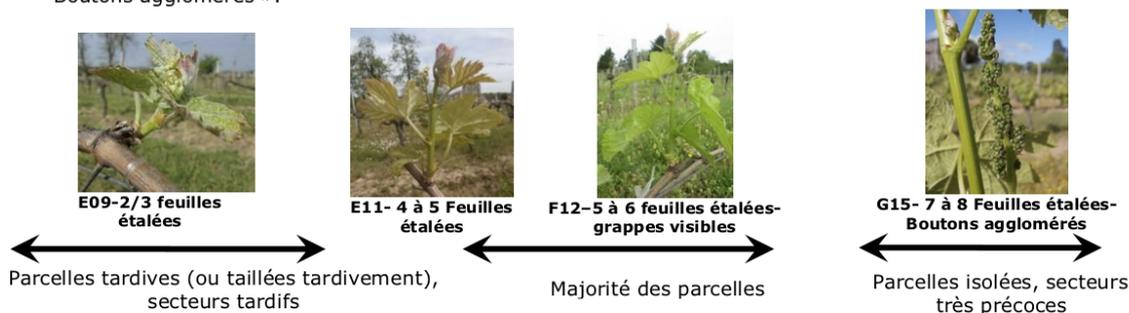 Boutons agglomérés ».
E09-2/3 feuilles
étalées
E11- 4 à 5 Feuilles
étalées
F12–5 à 6 feuilles étalées-
grappes visibles
G15- 7 à 8 Feuilles étalées-
Boutons agglomérés
Parcelles tardives (ou taillées tardivement),
secteurs tardifs
Majorité des parcelles
Parcelles isolées, secteurs
très précoces